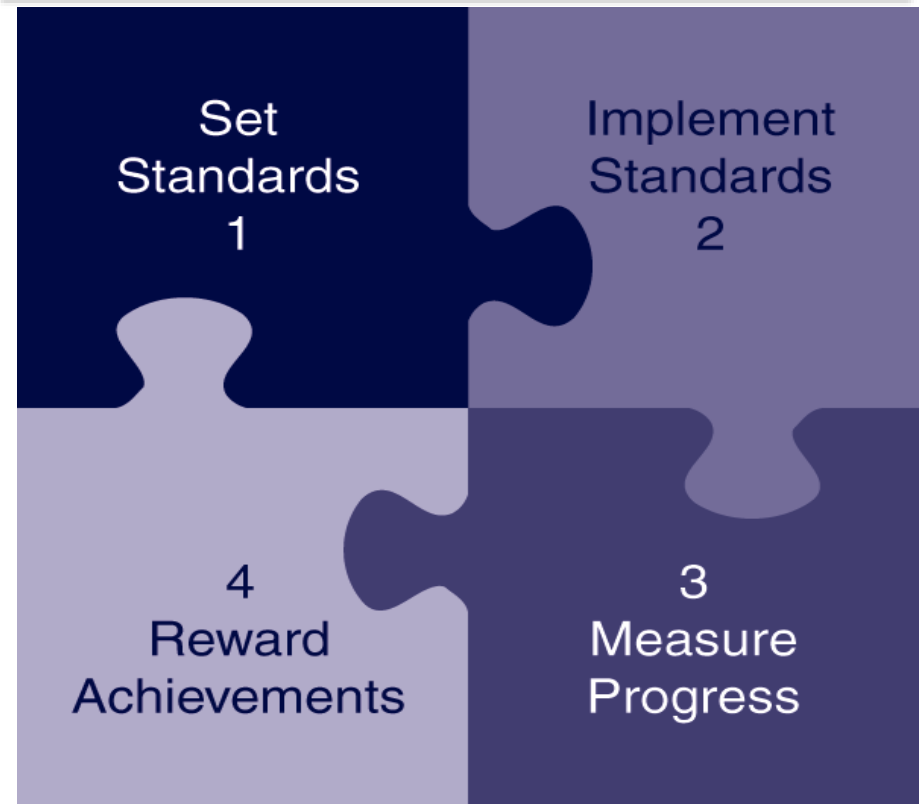 Set
Standards
1
Implement
Standards
2
3
Measure
Progress
4
Reward
Achievements